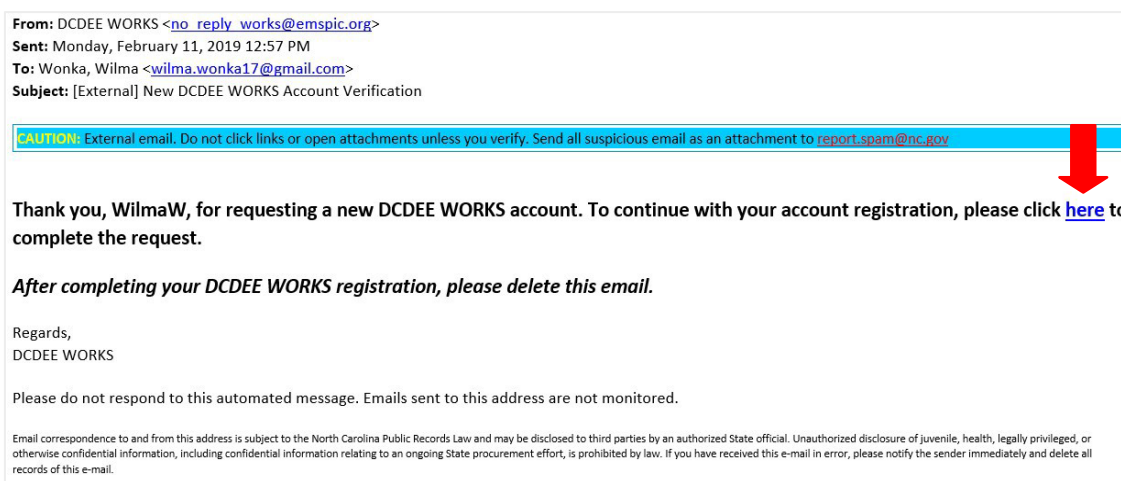 From: DCDEE WORKS <no_reply_works@emspic.org>
Sent: Monday, February 11, 2019 12:57 PM
To: Wonka, Wilma <wilma.wonka17@gmail.com>
Subject: [External] New DCDEE WORKS Account Verification
CAUTION: External email. Do not click links or open attachments unless you verify. Send all suspicious email as an attachment to report.spam@nc.gov
Thank you, WilmaW, for requesting a new DCDEE WORKS account. To continue with your account registration, please click here to
complete the request.
After completing your DCDEE WORKS registration, please delete this email.
Regards,
DCDEE WORKS
Please do not respond to this automated message. Emails sent to this address are not monitored.
Email correspondence to and from this address is subject to the North Carolina Public Records Law and may be disclosed to third parties by an authorized State official. Unauthorized disclosure of juvenile, health, legally privileged, or
otherwise confidential information, including confidential information relating to an ongoing State procurement effort, is prohibited by law. If you have received this e-mail in error, please notify the sender immediately and delete all
records of this e-mail.